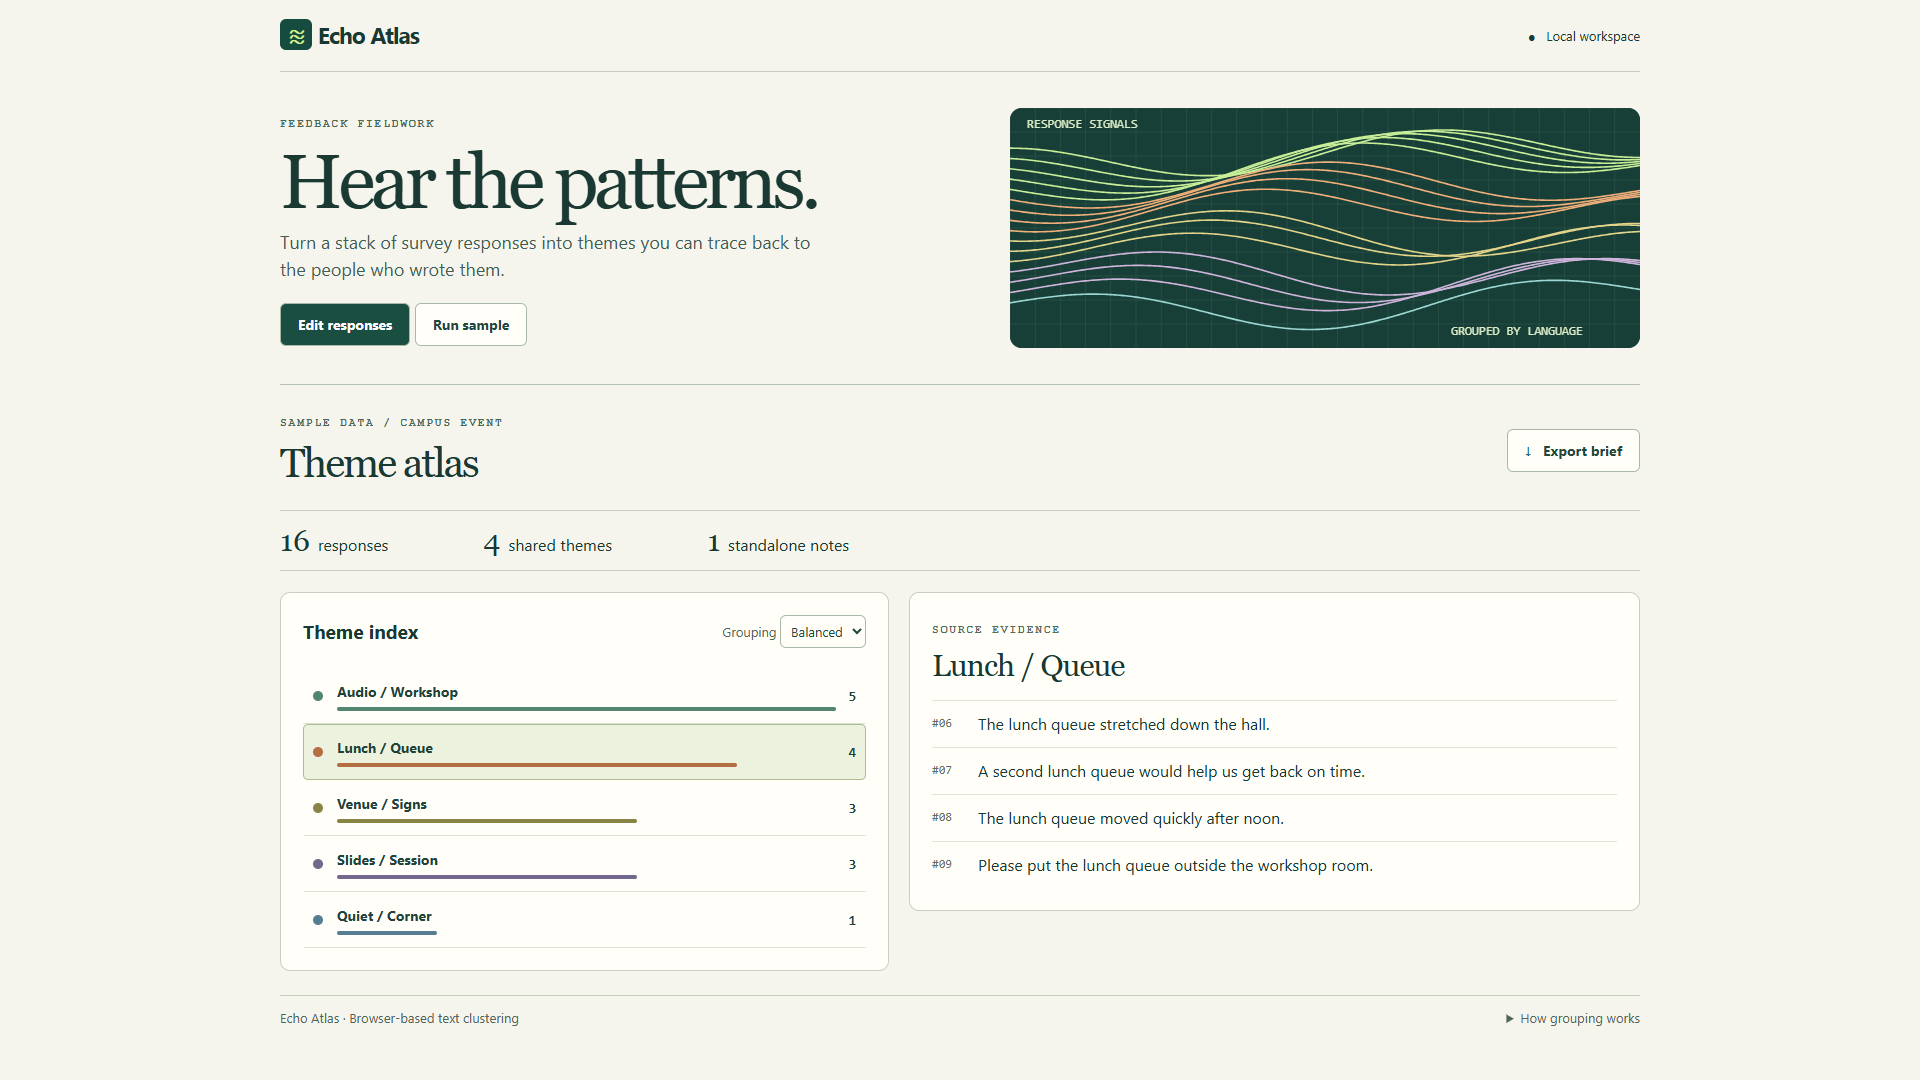 Echo Atlas
Local workspace
FEEDBACK FIELDWORK
Hear the patterns.
Turn a stack of survey responses into themes you can trace back to
the people who wrote them.
Edit responses
Run sample
RESPONSE SIGNALS
GROUPED BY LANGUAGE
SAMPLE DATA / CAMPUS EVENT
Theme atlas
↓ Export brief
16 responses
4 shared themes
1 standalone notes
Theme index
Grouping
Balanced
Audio / Workshop
5
Lunch / Queue
4
Venue / Signs
3
Slides / Session
3
Quiet / Corner
1
SOURCE EVIDENCE
Lunch / Queue
#06 The lunch queue stretched down the hall.
#07 A second lunch queue would help us get back on time.
#08 The lunch queue moved quickly after noon.
#09 Please put the lunch queue outside the workshop room.
Echo Atlas · Browser-based text clustering
How grouping works